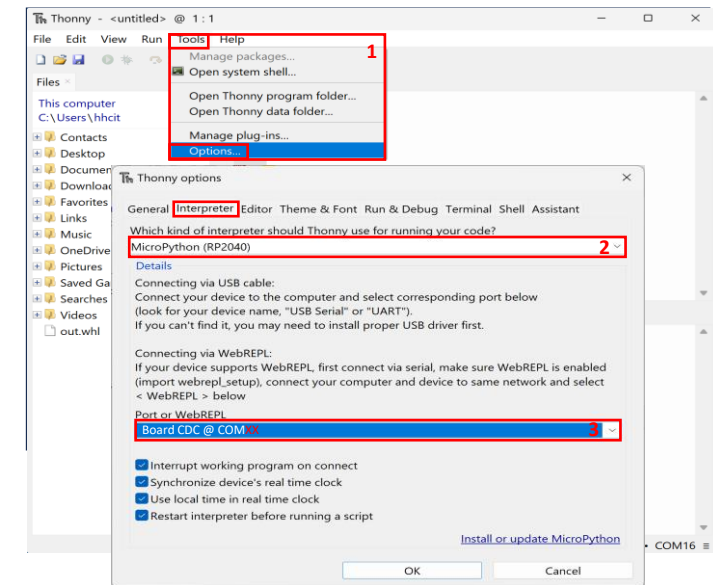 Thonny - <untitled> @ 1 : 1
File Edit View Run Tools Help
1
Manage packages...
Open system shell...
Files ×
Open Thonny program folder...
Open Thonny data folder...
This computer
C:\Users\hhcit
Manage plug-ins...
Options...
Contacts
Desktop
Documen
Downloac
Favorites
Links
Music
OneDrive
Pictures
Saved Ga
Searches
Videos
out.whl
Thonny options
General Interpreter Editor Theme & Font Run & Debug Terminal Shell Assistant
Which kind of interpreter should Thonny use for running your code?
MicroPython (RP2040) 2
Details
Connecting via USB cable:
Connect your device to the computer and select corresponding port below
(look for your device name, "USB Serial" or "UART").
If you can't find it, you may need to install proper USB driver first.
Connecting via WebREPL:
If your device supports WebREPL, first connect via serial, make sure WebREPL is enabled
(import webrepl_setup), connect your computer and device to same network and select
< WebREPL > below
Port or WebREPL
Board CDC @ COMXX 3
Interrupt working program on connect
Synchronize device's real time clock
Use local time in real time clock
Restart interpreter before running a script
Install or update MicroPython
OK Cancel
• COM16 ≡